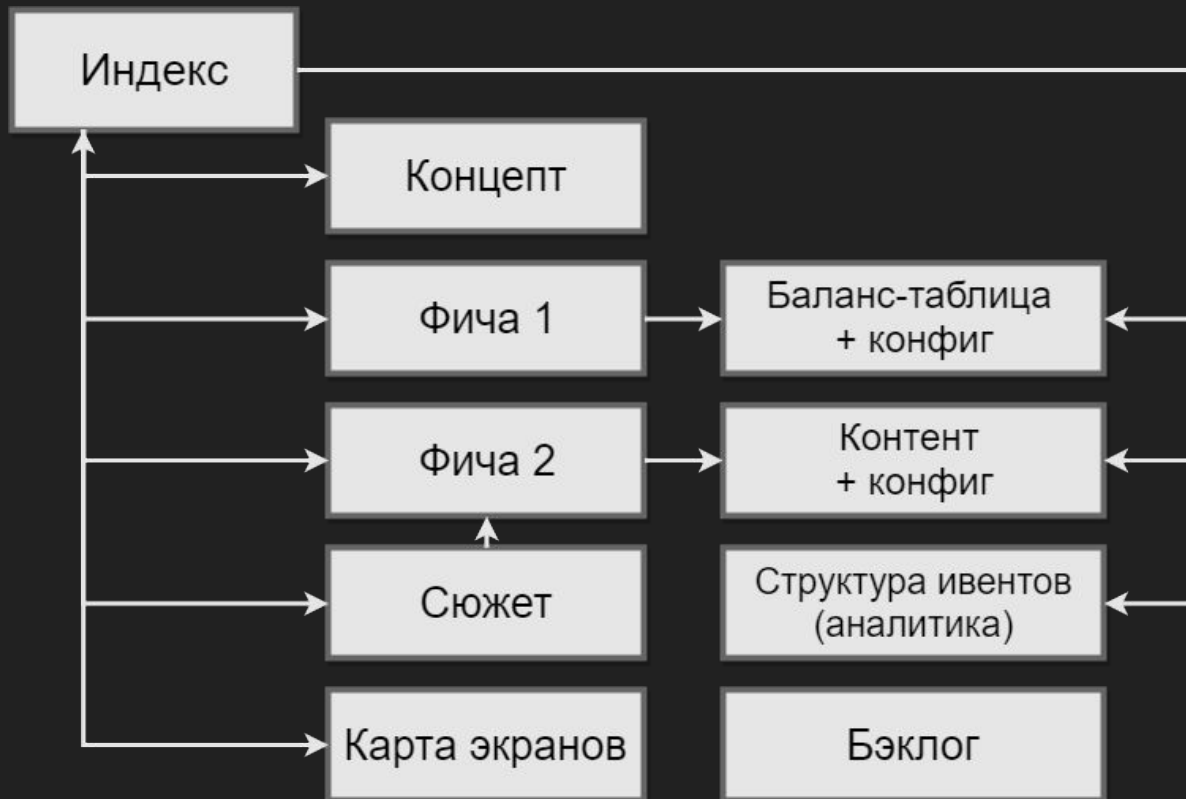 Индекс
Концепт
Фича 1
Баланс-таблица
+ конфиг
Фича 2
Контент
+ конфиг
Сюжет
Структура ивентов
(аналитика)
Карта экранов
Бэклог